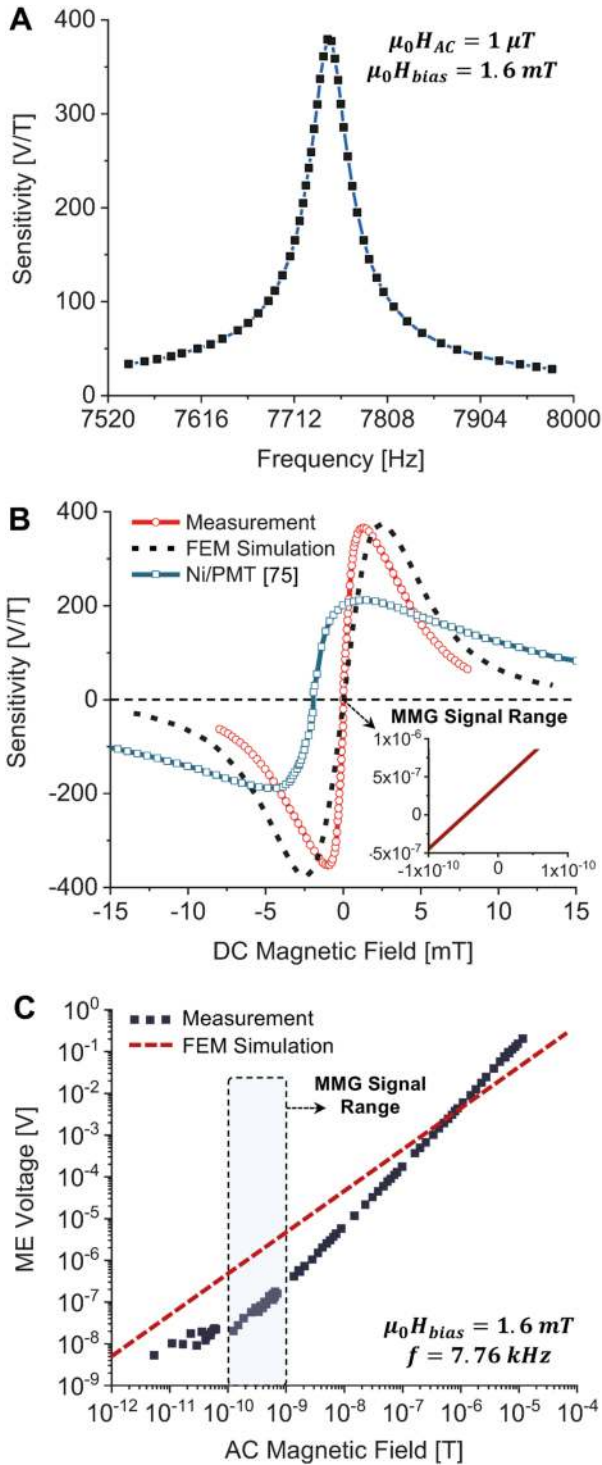 A
Sensitivity [V/T]
400
300
200
100
0
μ₀H_AC = 1 μT
μ₀H_bias = 1.6 mT
7520 7616 7712 7808 7904 8000
Frequency [Hz]
B
Sensitivity [V/T]
400
200
0
-200
-400
Measurement
FEM Simulation
Ni/PMT [75]
MMG Signal Range
1x10⁻⁶
5x10⁻⁷
0
-5x10⁻⁷
-1x10⁻¹⁰ 0 1x10⁻¹⁰
-15 -10 -5 0 5 10 15
DC Magnetic Field [mT]
C
ME Voltage [V]
10⁰
10⁻¹
10⁻²
10⁻³
10⁻⁴
10⁻⁵
10⁻⁶
10⁻⁷
10⁻⁸
10⁻⁹
Measurement
FEM Simulation
MMG Signal
Range
μ₀H_bias = 1.6 mT
f = 7.76 kHz
10⁻¹² 10⁻¹¹ 10⁻¹⁰ 10⁻⁹ 10⁻⁸ 10⁻⁷ 10⁻⁶ 10⁻⁵ 10⁻⁴
AC Magnetic Field [T]